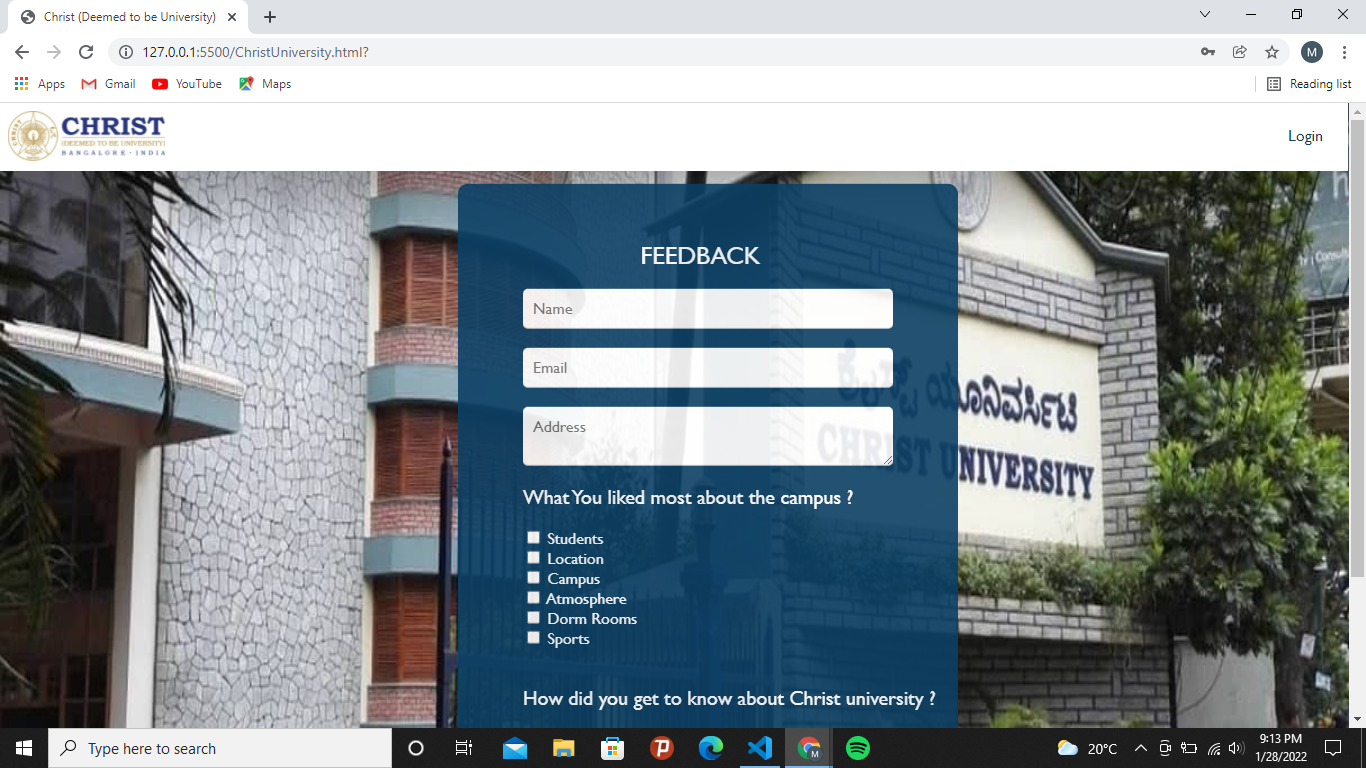 Christ (Deemed to be University)
127.0.0.1:5500/ChristUniversity.html?
M
Apps
Gmail
YouTube
Maps
Reading list
CHRIST
(DEEMED TO BE UNIVERSITY)
BANGALORE · INDIA
Login
FEEDBACK
Name
Email
Address
ಕ್ರೈಸ್ಟ್ ಯೂನಿವರ್ಸಿಟಿ
CHRIST UNIVERSITY
What You liked most about the campus ?
Students
Location
Campus
Atmosphere
Dorm Rooms
Sports
How did you get to know about Christ university ?
Type here to search
20°C
9:13 PM
1/28/2022